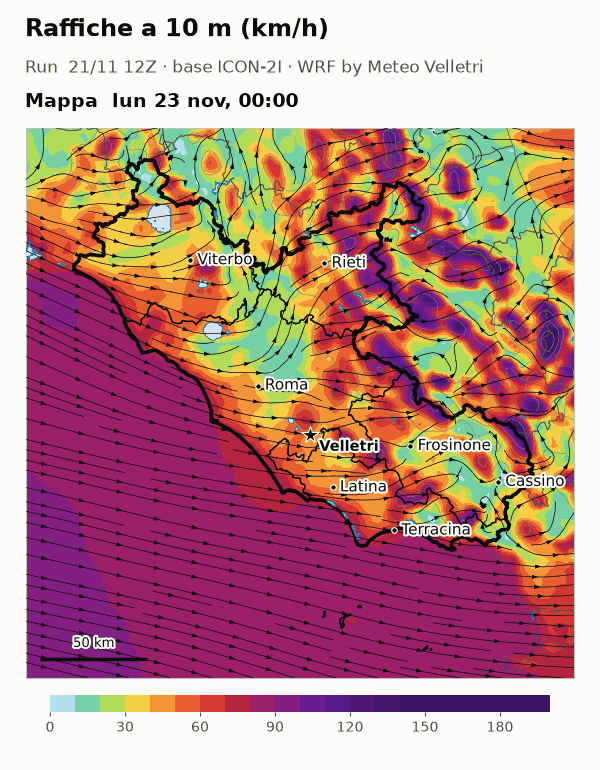 Raffiche a 10 m (km/h)
Run  21/11 12Z · base ICON-2I · WRF by Meteo Velletri
Mappa  lun 23 nov, 00:00
Viterbo
Rieti
Roma
Velletri
Frosinone
Cassino
Latina
Terracina
50 km
0 30 60 90 120 150 180